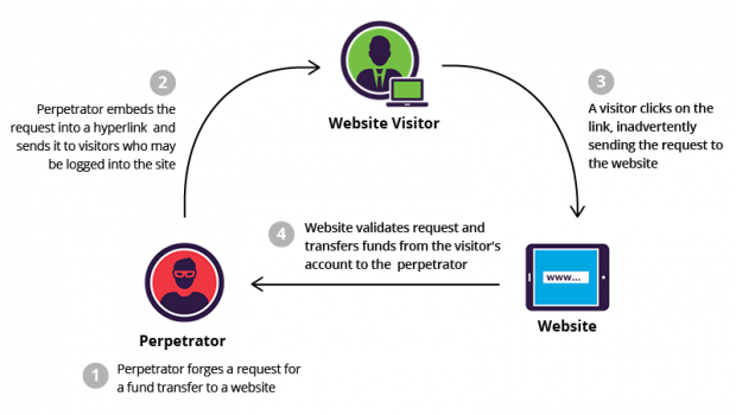 2
Perpetrator embeds the
request into a hyperlink and
sends it to visitors who may
be logged into the site
Website Visitor
3
A visitor clicks on the
link, inadvertently
sending the request to
the website
4
Website validates request and
transfers funds from the visitor's
account to the perpetrator
www...
Website
Perpetrator
1
Perpetrator forges a request for
a fund transfer to a website